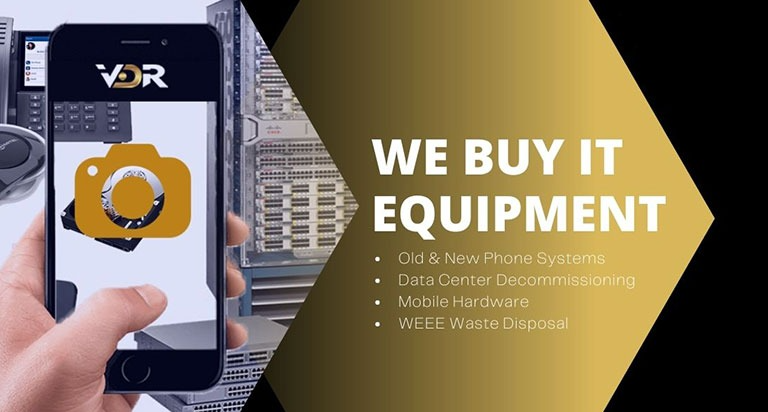 VDR
WE BUY IT
EQUIPMENT
Old & New Phone Systems
Data Center Decommissioning
Mobile Hardware
WEEE Waste Disposal